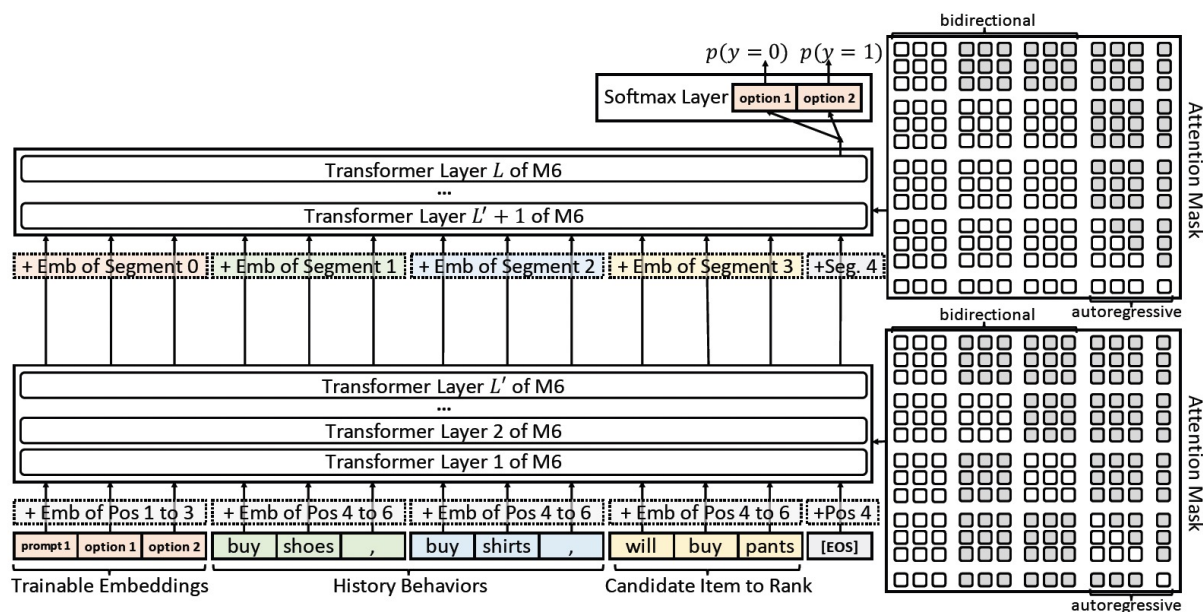 bidirectional
p(y = 0) p(y = 1)
Softmax Layer option 1 option 2
Transformer Layer L of M6
...
Transformer Layer L′ + 1 of M6
Attention Mask
+ Emb of Segment 0 + Emb of Segment 1 + Emb of Segment 2 + Emb of Segment 3 +Seg. 4
autoregressive
bidirectional
Transformer Layer L′ of M6
...
Transformer Layer 2 of M6
Transformer Layer 1 of M6
Attention Mask
+ Emb of Pos 1 to 3 + Emb of Pos 4 to 6 + Emb of Pos 4 to 6 + Emb of Pos 4 to 6 +Pos 4
prompt 1 option 1 option 2 buy shoes , buy shirts , will buy pants [EOS]
Trainable Embeddings History Behaviors Candidate Item to Rank
autoregressive